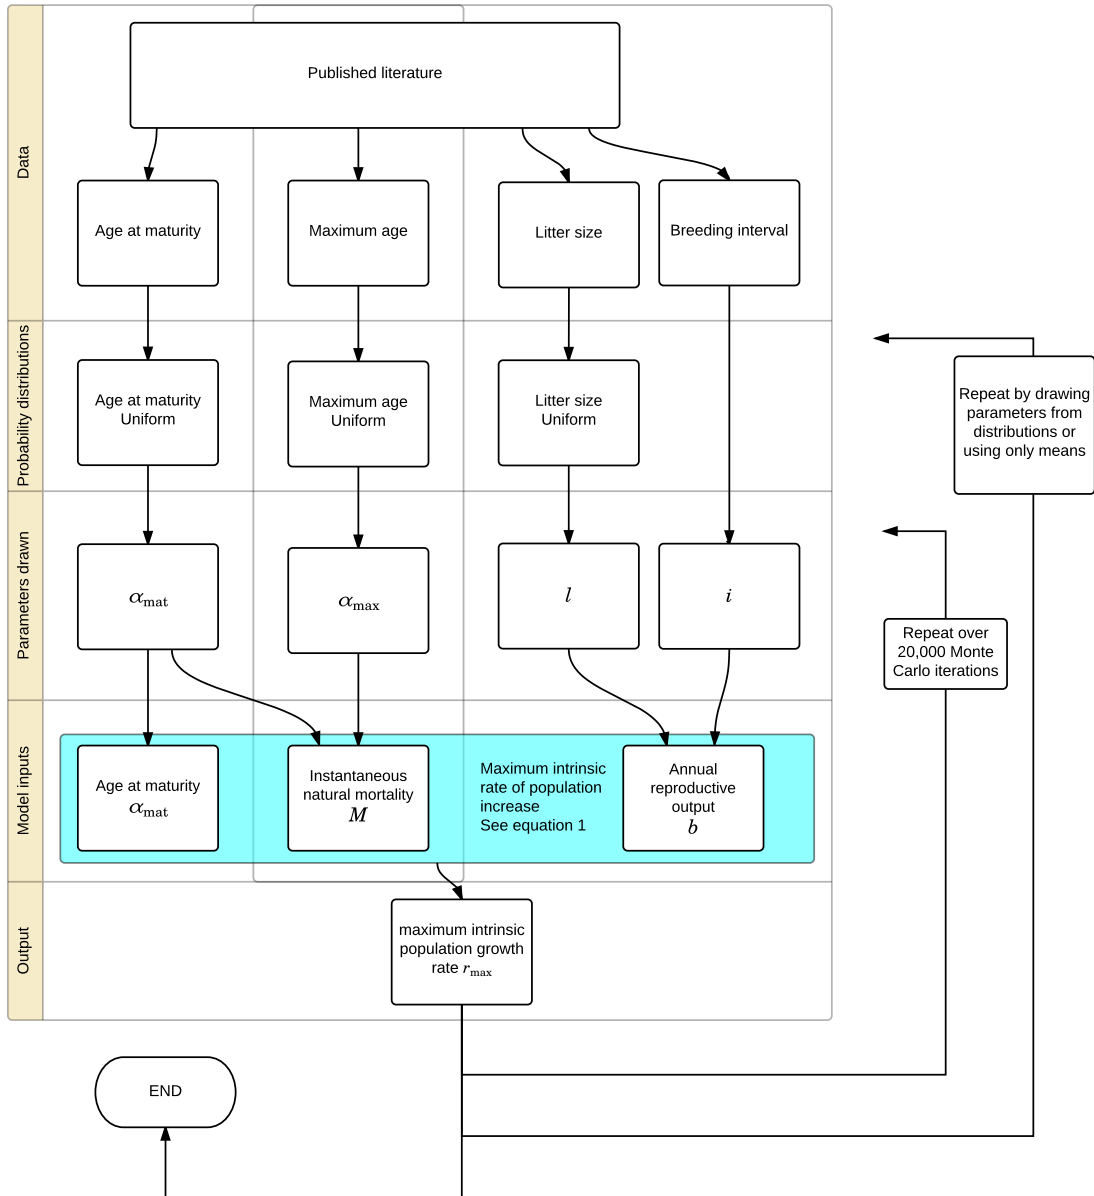 Published literature
Data
Age at maturity
Maximum age
Litter size
Breeding interval
Probability distributions
Age at maturity
Uniform
Maximum age
Uniform
Litter size
Uniform
Repeat by drawing
parameters from
distributions or
using only means
Parameters drawn
αmat
αmax
l
i
Repeat over
20,000 Monte
Carlo iterations
Model inputs
Age at maturity
αmat
Instantaneous
natural mortality
M
Maximum intrinsic
rate of population
increase
See equation 1
Annual
reproductive
output
b
Output
maximum intrinsic
population growth
rate rmax
END